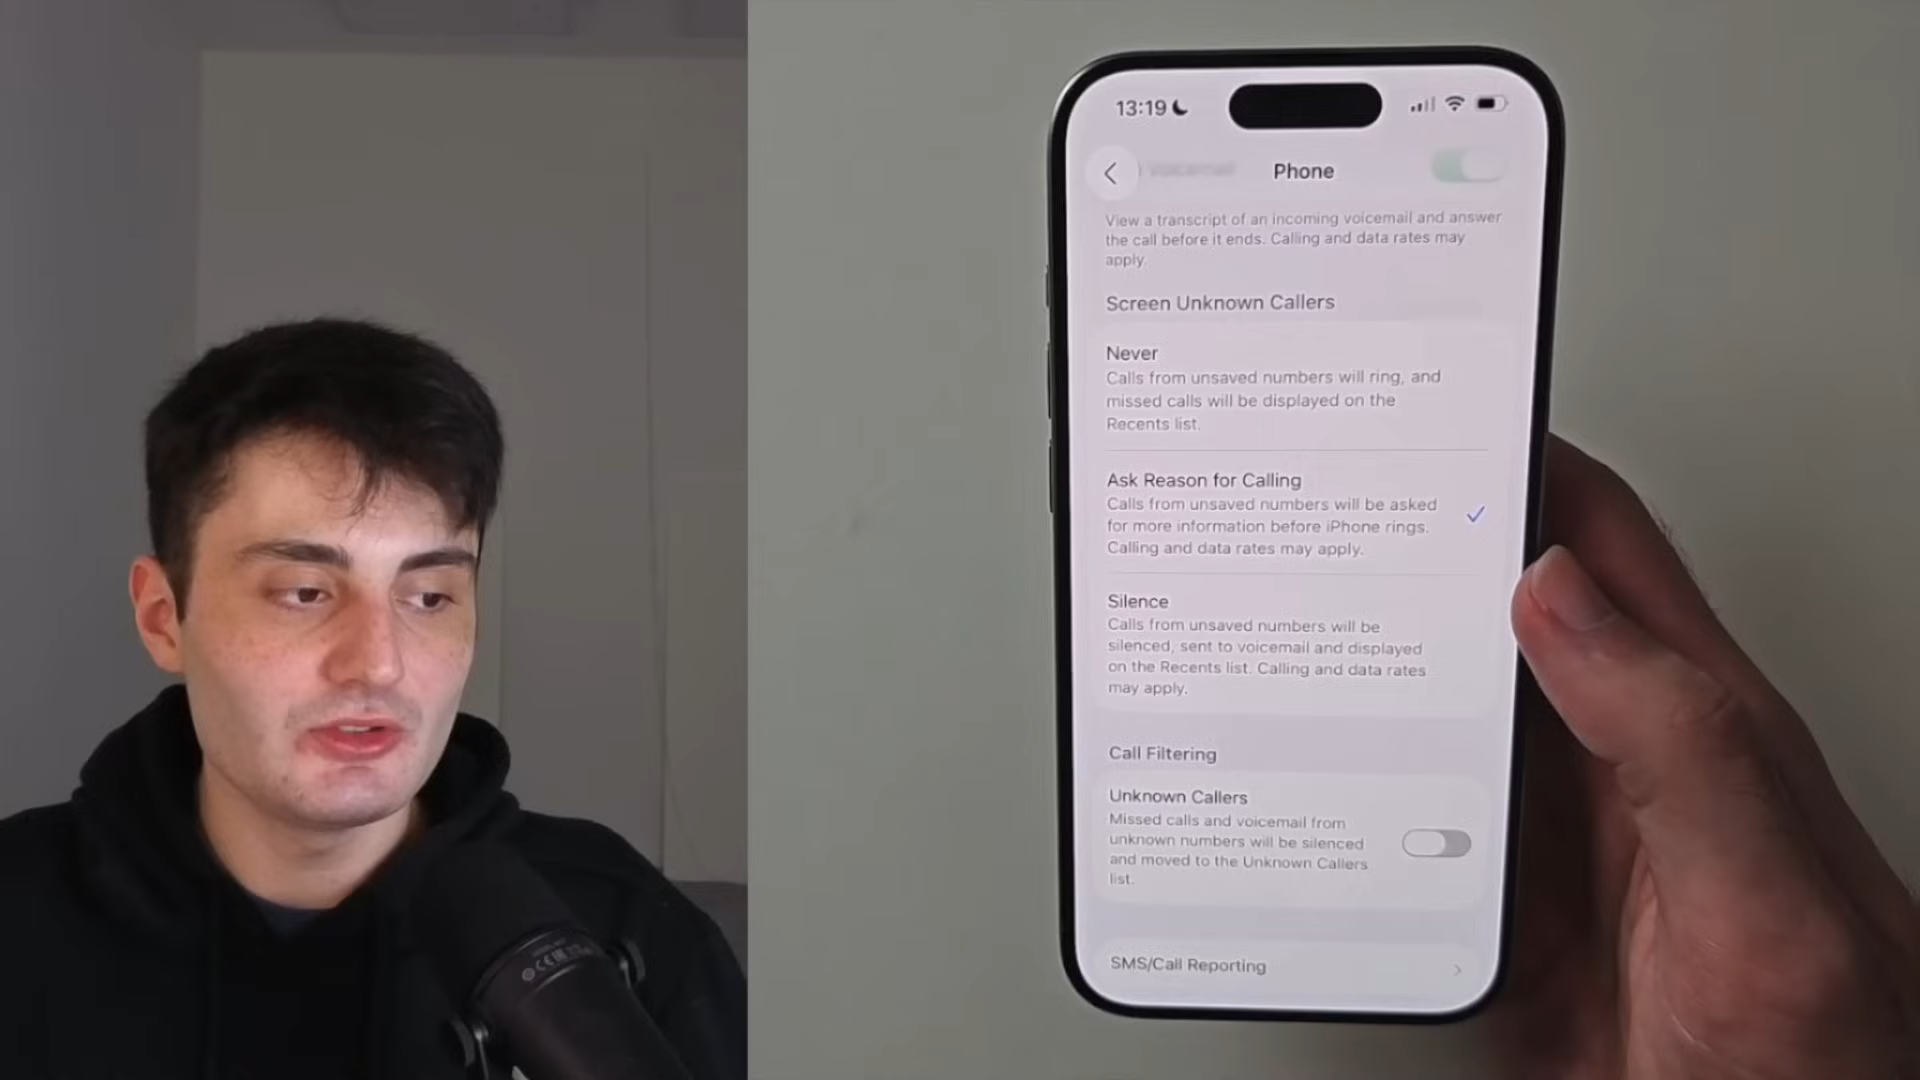 13:19
Voicemail
Phone
View a transcript of an incoming voicemail and answer
the call before it ends. Calling and data rates may
apply.
Screen Unknown Callers
Never
Calls from unsaved numbers will ring, and
missed calls will be displayed on the
Recents list.
Ask Reason for Calling
Calls from unsaved numbers will be asked
for more information before iPhone rings.
Calling and data rates may apply.
Silence
Calls from unsaved numbers will be
silenced, sent to voicemail and displayed
on the Recents list. Calling and data rates
may apply.
Call Filtering
Unknown Callers
Missed calls and voicemail from
unknown numbers will be silenced
and moved to the Unknown Callers
list.
SMS/Call Reporting